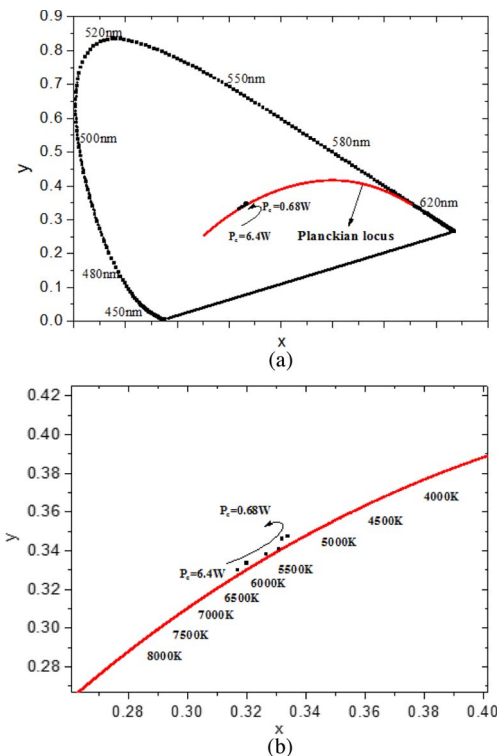 0.9
520nm
0.8
0.7
550nm
0.6
500nm
580nm
0.5
0.4
620nm
0.3
Pc=0.68W
Pc=6.4W
Planckian locus
0.2
480nm
0.1
450nm
0.0
y
x
(a)
0.42
0.40
0.38
0.36
0.34
0.32
0.30
0.28
y
4000K
4500K
5000K
5500K
6000K
6500K
7000K
7500K
8000K
Pc=0.68W
Pc=6.4W
0.28 0.30 0.32 0.34 0.36 0.38 0.40
x
(b)